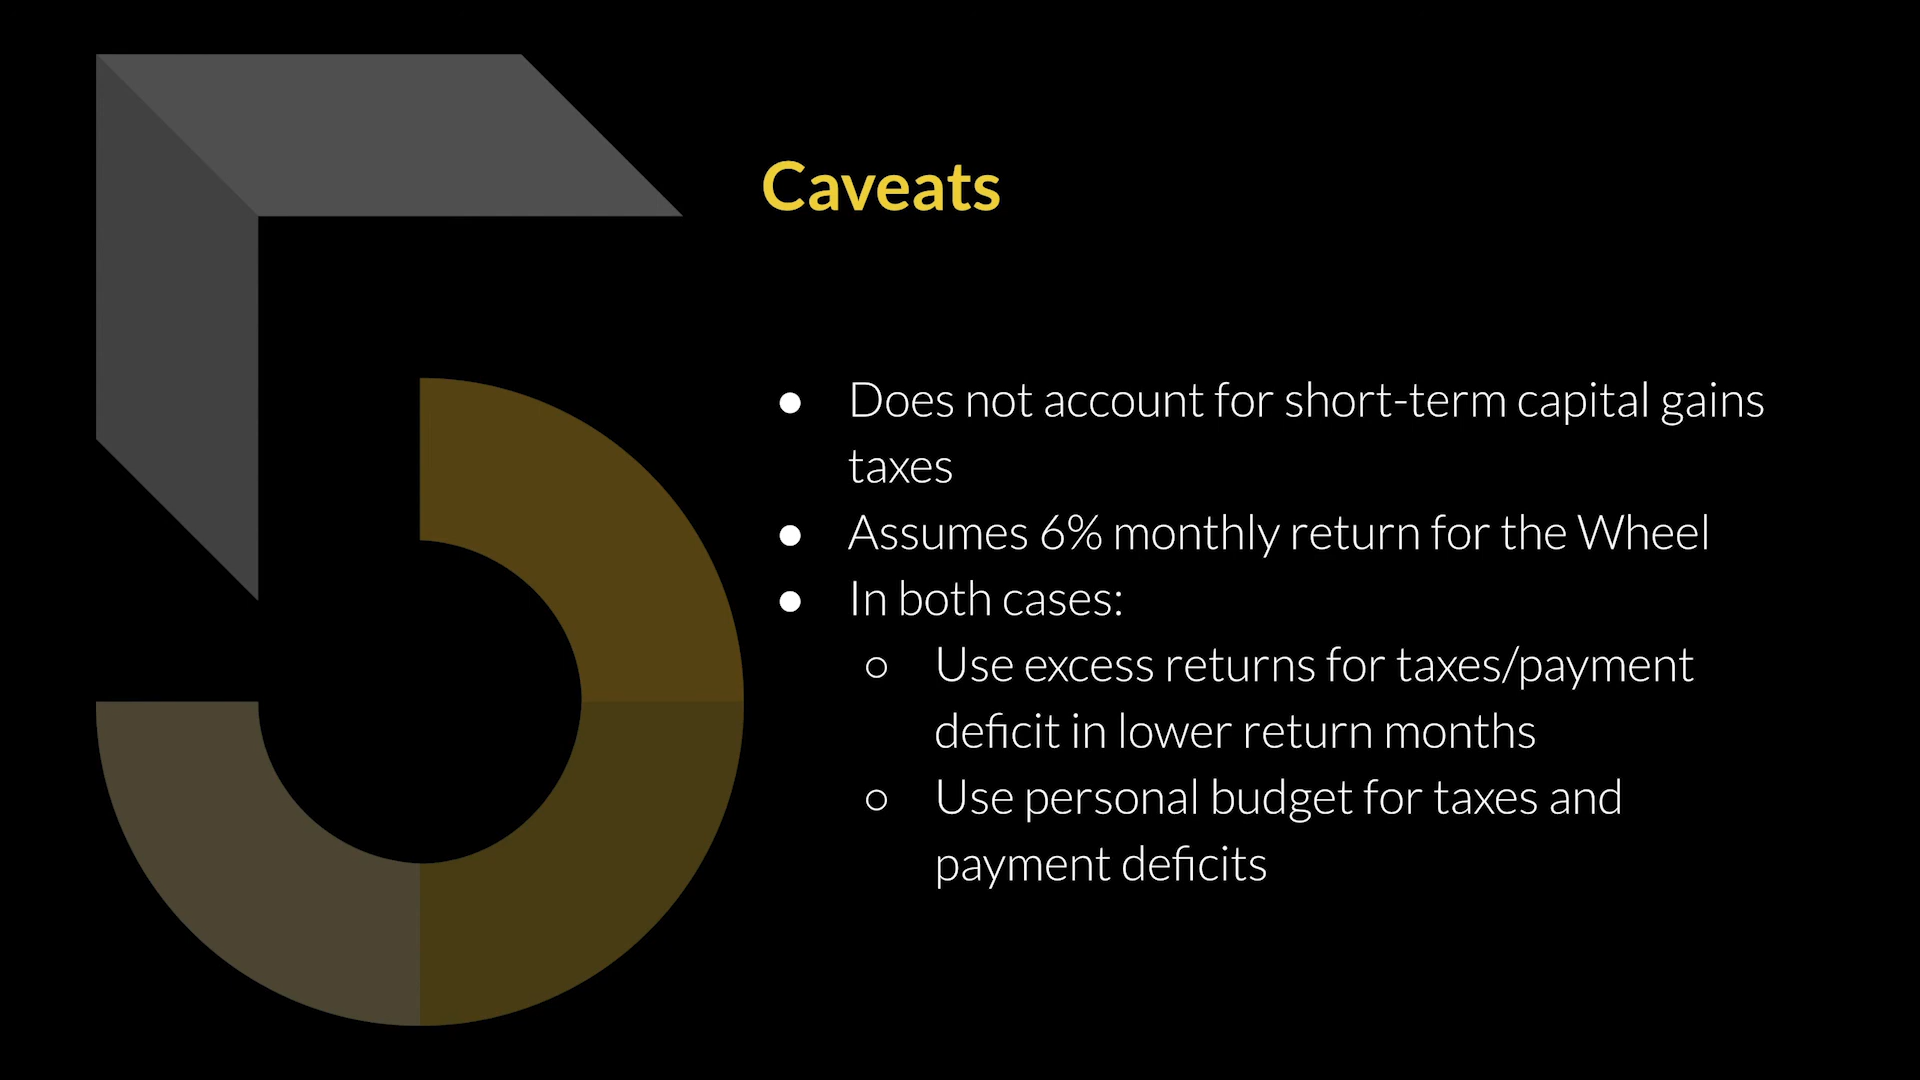 Caveats
● Does not account for short-term capital gains
taxes
● Assumes 6% monthly return for the Wheel
● In both cases:
○ Use excess returns for taxes/payment
deficit in lower return months
○ Use personal budget for taxes and
payment deficits